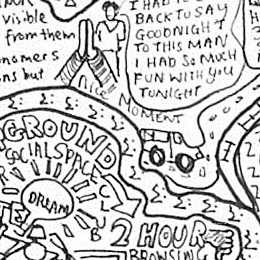 visible
from them
nomers
ns but
I HAD TO
BACK TO SAY
GOODNIGHT
TO THIS MAN
I HAD SO MUCH
FUN WITH YOU
TONIGHT
Nice
MOMENT
GROUND
SOCIAL SPACE
DREAM
2 HOUR
BROWSING